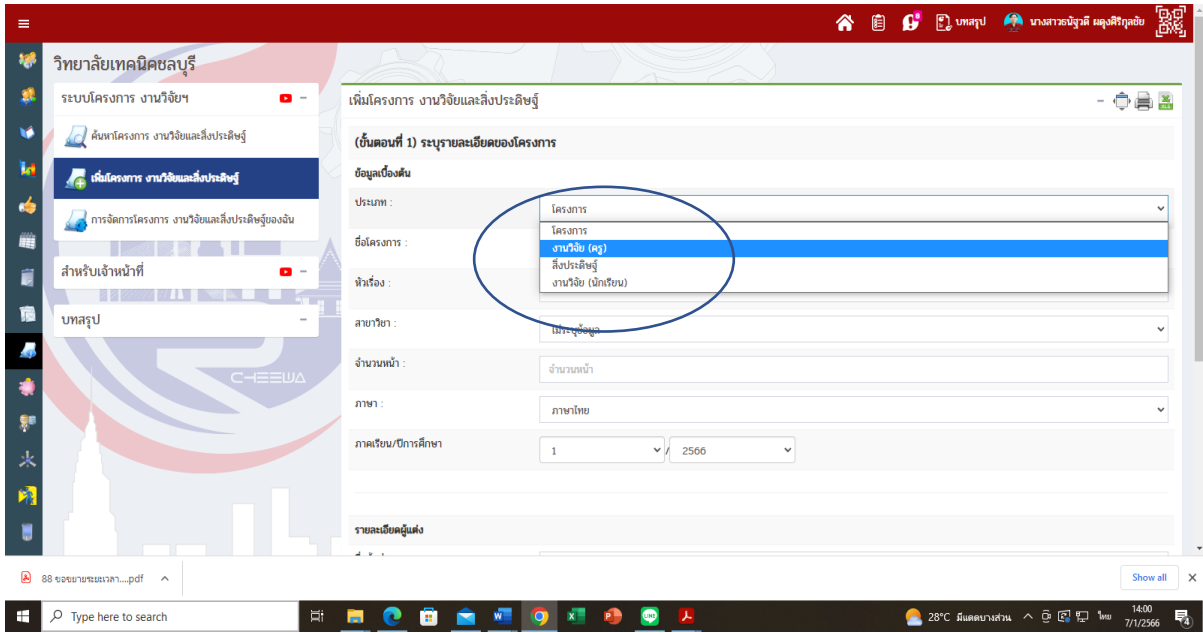 บทสรุป
นางสาวธนัฐวดี ผดุงศิริกุลชัย
วิทยาลัยเทคนิคชลบุรี
ระบบโครงการ งานวิจัยฯ
ค้นหาโครงการ งานวิจัยและสิ่งประดิษฐ์
เพิ่มโครงการ งานวิจัยและสิ่งประดิษฐ์
การจัดการโครงการ งานวิจัยและสิ่งประดิษฐ์ของฉัน
สำหรับเจ้าหน้าที่
บทสรุป
CHEEWA
เพิ่มโครงการ งานวิจัยและสิ่งประดิษฐ์
(ขั้นตอนที่ 1) ระบุรายละเอียดของโครงการ
ข้อมูลเบื้องต้น
ประเภท :
โครงการ
โครงการ
งานวิจัย (ครู)
สิ่งประดิษฐ์
งานวิจัย (นักเรียน)
ชื่อโครงการ :
หัวเรื่อง :
สาขาวิชา :
ไม่ระบุข้อมูล
จำนวนหน้า :
จำนวนหน้า
ภาษา :
ภาษาไทย
ภาคเรียน/ปีการศึกษา
1 / 2566
รายละเอียดผู้แต่ง
88 ขอขยายระยะเวลา....pdf
Show all
Type here to search
28°C มีแดดบางส่วน
ไทย
14:00
7/1/2566